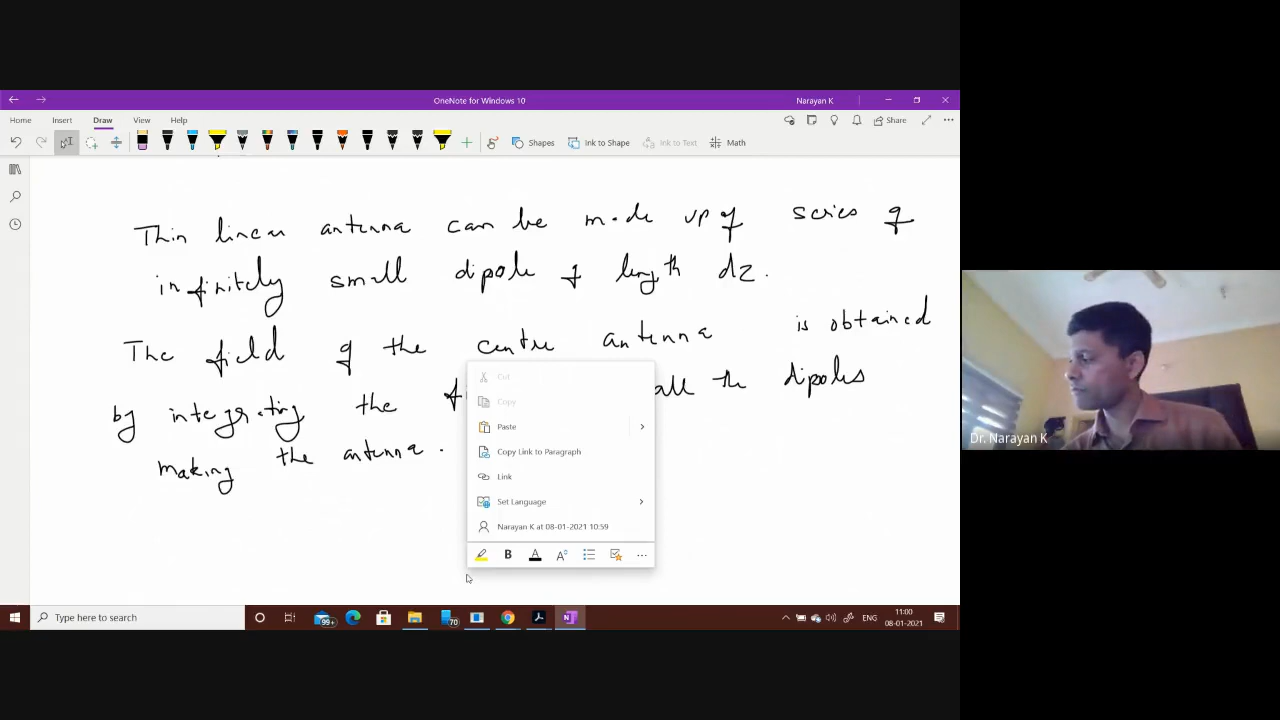 OneNote for Windows 10
Narayan K
Home Insert Draw View Help
Share
Shapes Ink to Shape Ink to Text Math
Thin linear antenna can be made up of series of
infinitely small dipole of length dz.
The field of the centre antenna is obtained
by integrating the all the dipoles
making the antenna.
Cut
Copy
Paste
Copy Link to Paragraph
Link
Set Language
Narayan K at 08-01-2021 10:59
B A A
Dr. Narayan K
Type here to search
99+
70
ENG
11:00
08-01-2021